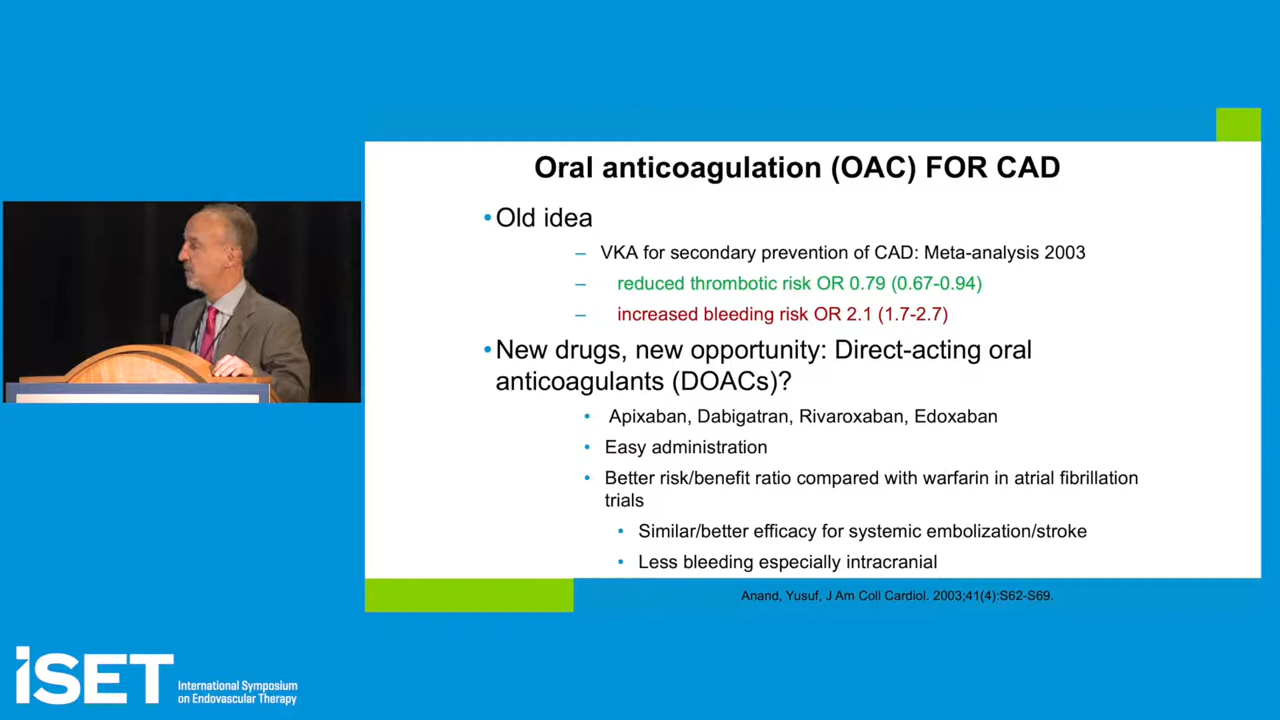 Oral anticoagulation (OAC) FOR CAD
•Old idea
– VKA for secondary prevention of CAD: Meta-analysis 2003
– reduced thrombotic risk OR 0.79 (0.67-0.94)
– increased bleeding risk OR 2.1 (1.7-2.7)
•New drugs, new opportunity: Direct-acting oral
anticoagulants (DOACs)?
• Apixaban, Dabigatran, Rivaroxaban, Edoxaban
• Easy administration
• Better risk/benefit ratio compared with warfarin in atrial fibrillation
trials
• Similar/better efficacy for systemic embolization/stroke
• Less bleeding especially intracranial
Anand, Yusuf, J Am Coll Cardiol. 2003;41(4):S62-S69.
iSET
International Symposium
on Endovascular Therapy